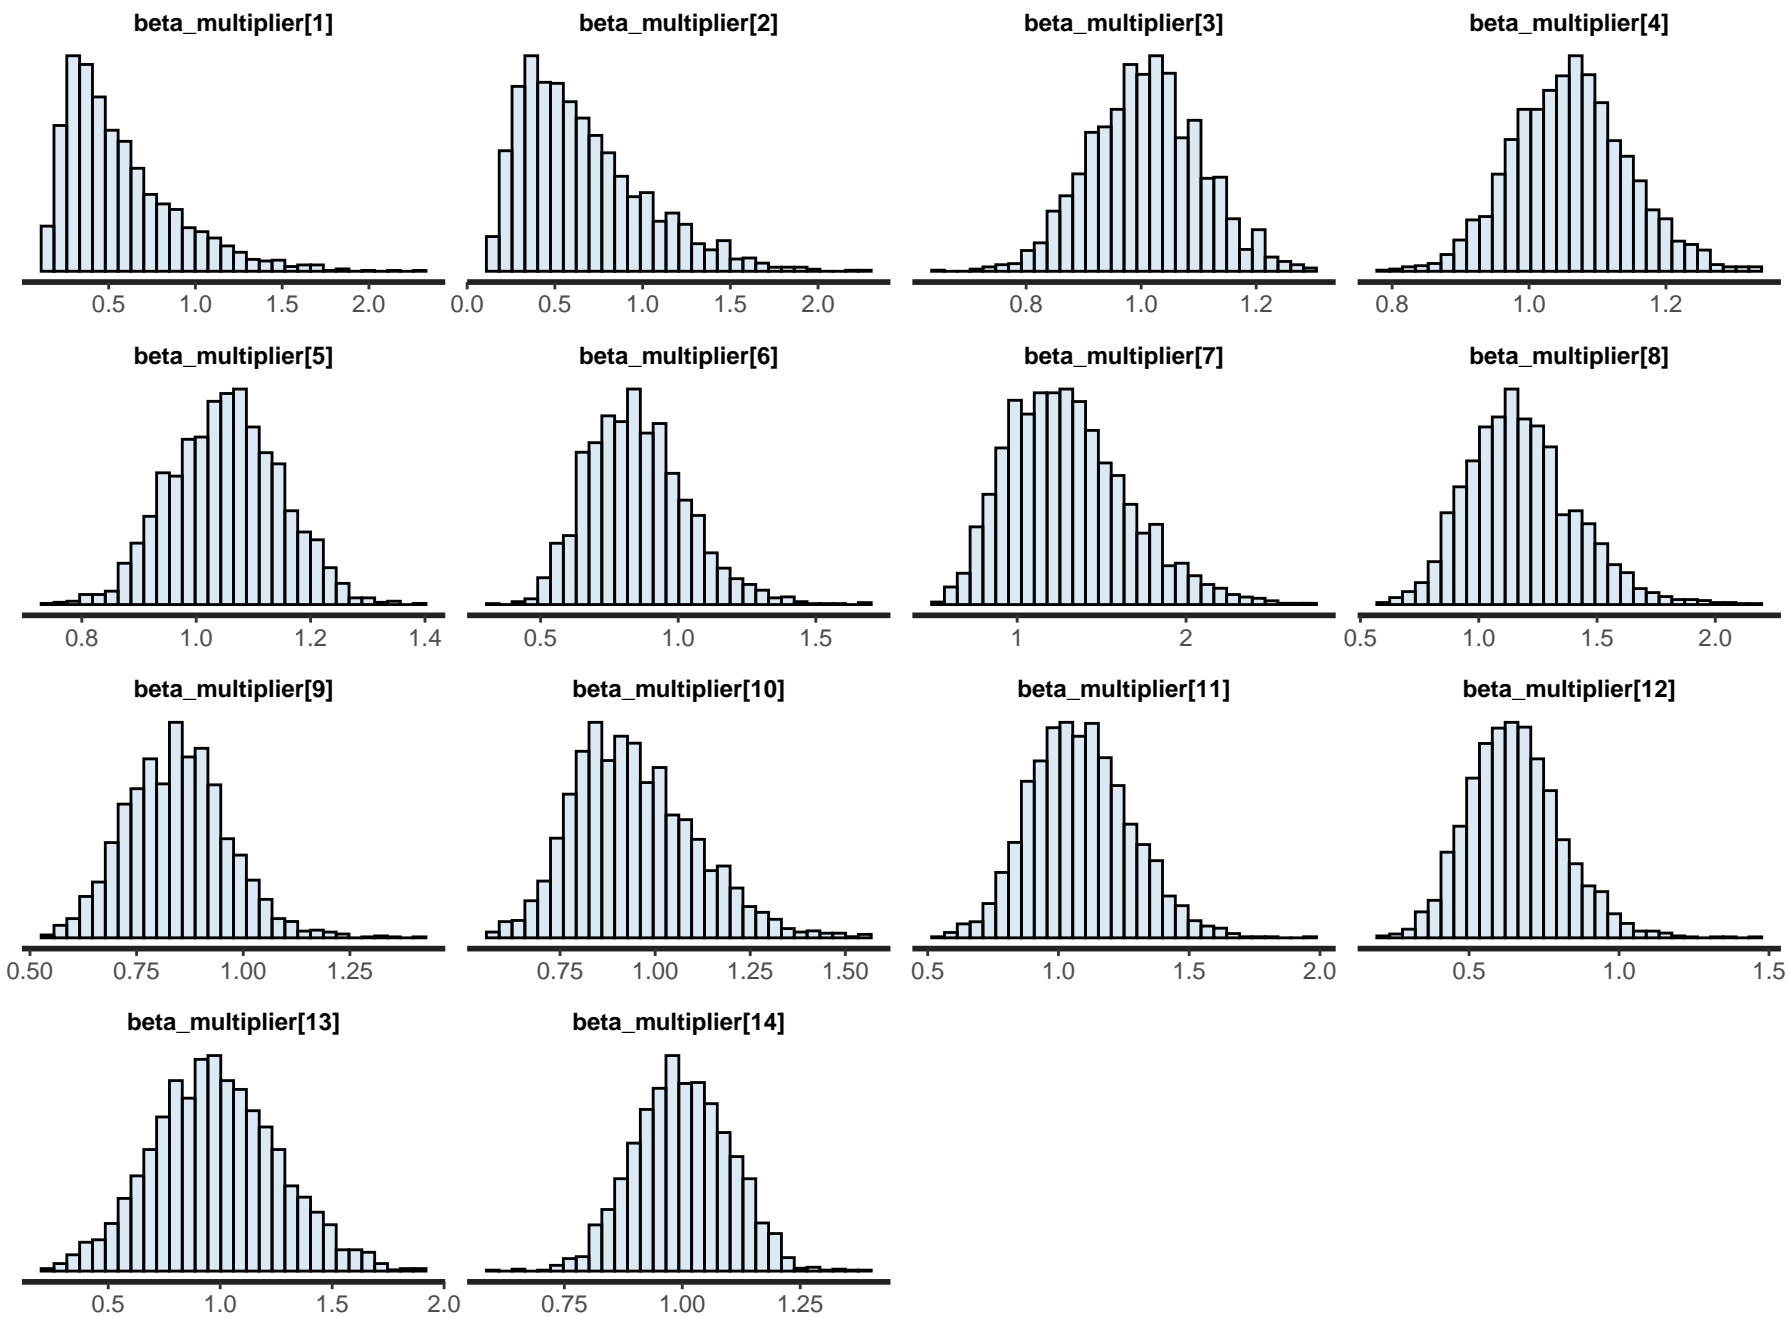 beta_multiplier[1] beta_multiplier[2] beta_multiplier[3] beta_multiplier[4]
0.5 1.0 1.5 2.0 0.0 0.5 1.0 1.5 2.0 0.8 1.0 1.2 0.8 1.0 1.2
beta_multiplier[5] beta_multiplier[6] beta_multiplier[7] beta_multiplier[8]
0.8 1.0 1.2 1.4 0.5 1.0 1.5 1 2 0.5 1.0 1.5 2.0
beta_multiplier[9] beta_multiplier[10] beta_multiplier[11] beta_multiplier[12]
0.50 0.75 1.00 1.25 0.75 1.00 1.25 1.50 0.5 1.0 1.5 2.0 0.5 1.0 1.5
beta_multiplier[13] beta_multiplier[14]
0.5 1.0 1.5 2.0 0.75 1.00 1.25